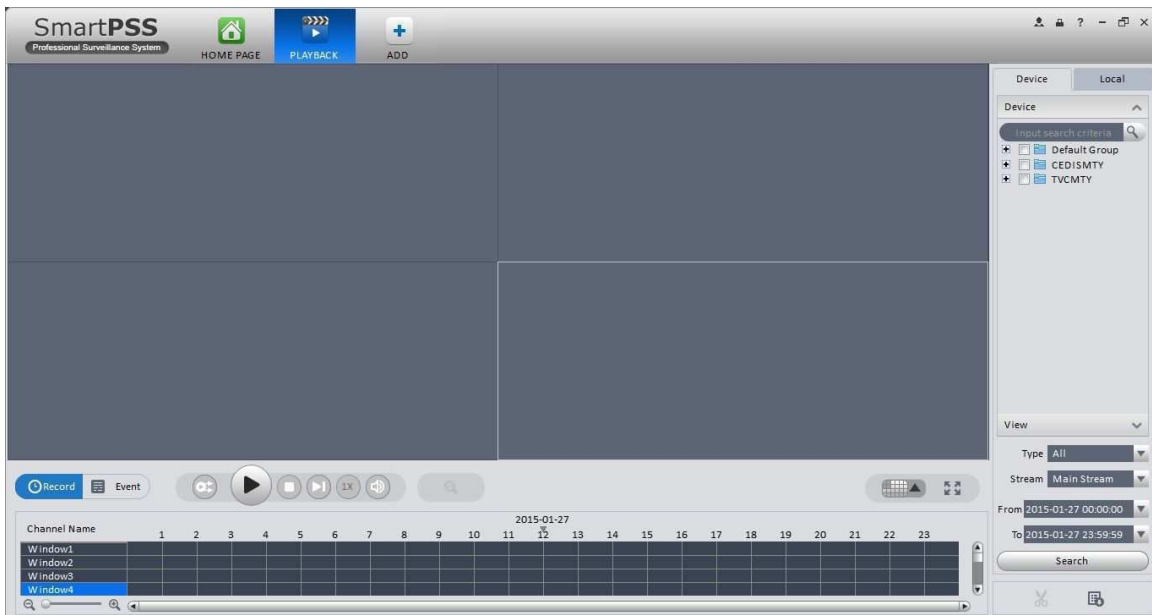 SmartPSS
Professional Surveillance System
HOME PAGE
PLAYBACK
ADD
?
Device Local
Device
Input search criteria
Default Group
CEDISMTY
TVCMTY
View
Type All
Stream Main Stream
From 2015-01-27 00:00:00
To 2015-01-27 23:59:59
Search
Record Event
1X
2015-01-27
Channel Name 1 2 3 4 5 6 7 8 9 10 11 12 13 14 15 16 17 18 19 20 21 22 23
Window1
Window2
Window3
Window4